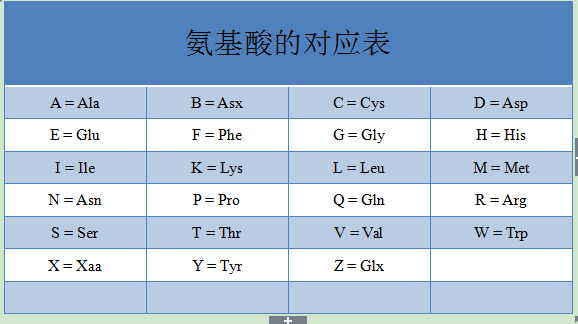 氨基酸的对应表
A = Ala B = Asx C = Cys D = Asp
E = Glu F = Phe G = Gly H = His
I = Ile K = Lys L = Leu M = Met
N = Asn P = Pro Q = Gln R = Arg
S = Ser T = Thr V = Val W = Trp
X = Xaa Y = Tyr Z = Glx